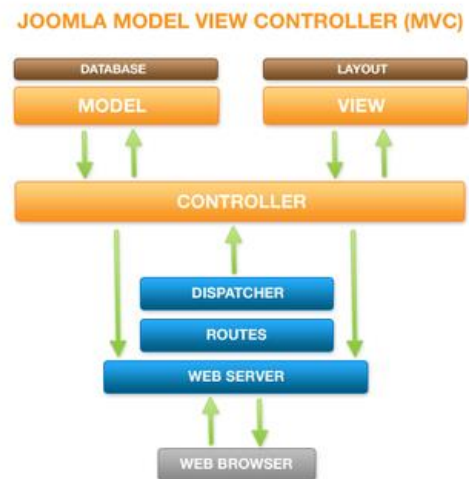 JOOMLA MODEL VIEW CONTROLLER (MVC)
DATABASE
LAYOUT
MODEL
VIEW
CONTROLLER
DISPATCHER
ROUTES
WEB SERVER
WEB BROWSER